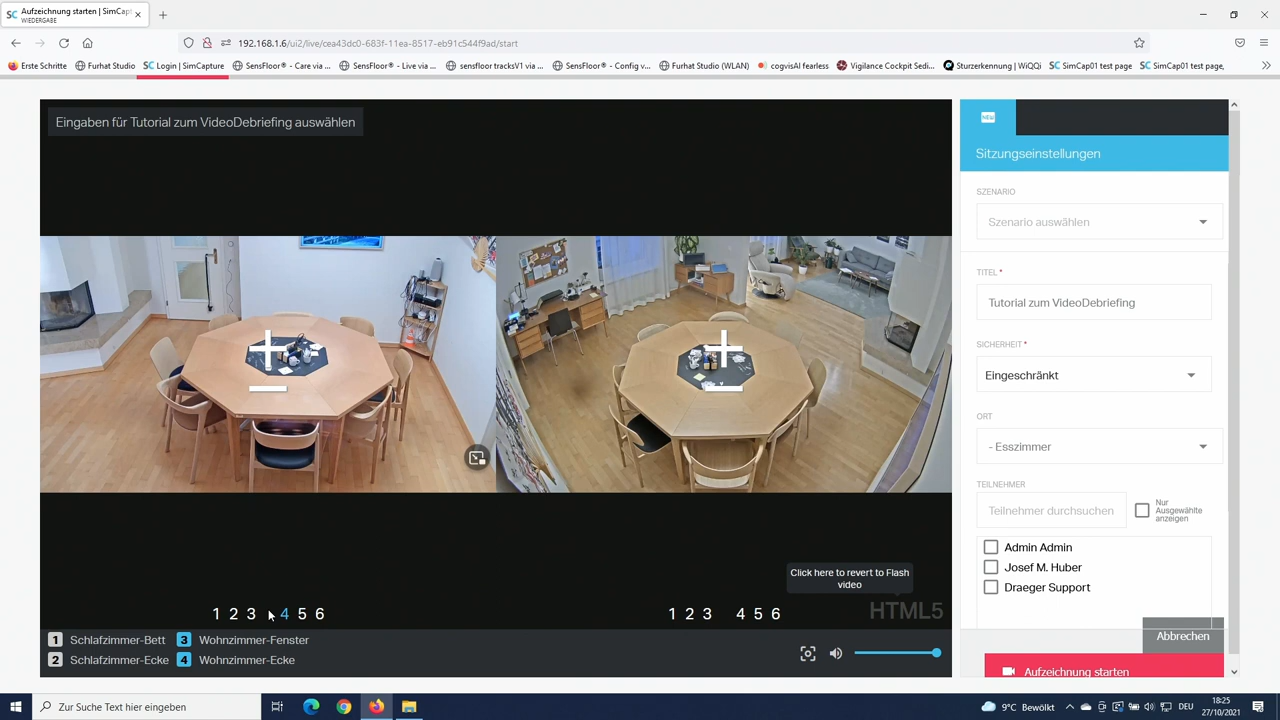 Aufzeichnung starten | SimCapt
WIEDERGABE
192.168.1.6/ui2/live/cea43dc0-683f-11ea-8517-eb91c544f9ad/start
Erste Schritte
Furhat Studio
Login | SimCapture
SensFloor® - Care via ...
SensFloor® - Live via ...
sensfloor tracksV1 via ...
SensFloor® - Config v...
Furhat Studio (WLAN)
cogvisAI fearless
Vigilance Cockpit Sedi...
Sturzerkennung | WiQQi
SimCap01 test page
SimCap01 test page,
Eingaben für Tutorial zum VideoDebriefing auswählen
NEW
Sitzungseinstellungen
SZENARIO
Szenario auswählen
TITEL *
Tutorial zum VideoDebriefing
SICHERHEIT *
Eingeschränkt
ORT
- Esszimmer
TEILNEHMER
Teilnehmer durchsuchen
Nur
Ausgewählte
anzeigen
Admin Admin
Josef M. Huber
Draeger Support
Click here to revert to Flash
video
HTML5
1 2 3 4 5 6
1 2 3 4 5 6
1 Schlafzimmer-Bett
3 Wohnzimmer-Fenster
2 Schlafzimmer-Ecke
4 Wohnzimmer-Ecke
Abbrechen
Aufzeichnung starten
Zur Suche Text hier eingeben
9°C Bewölkt
DEU
18:25
27/10/2021